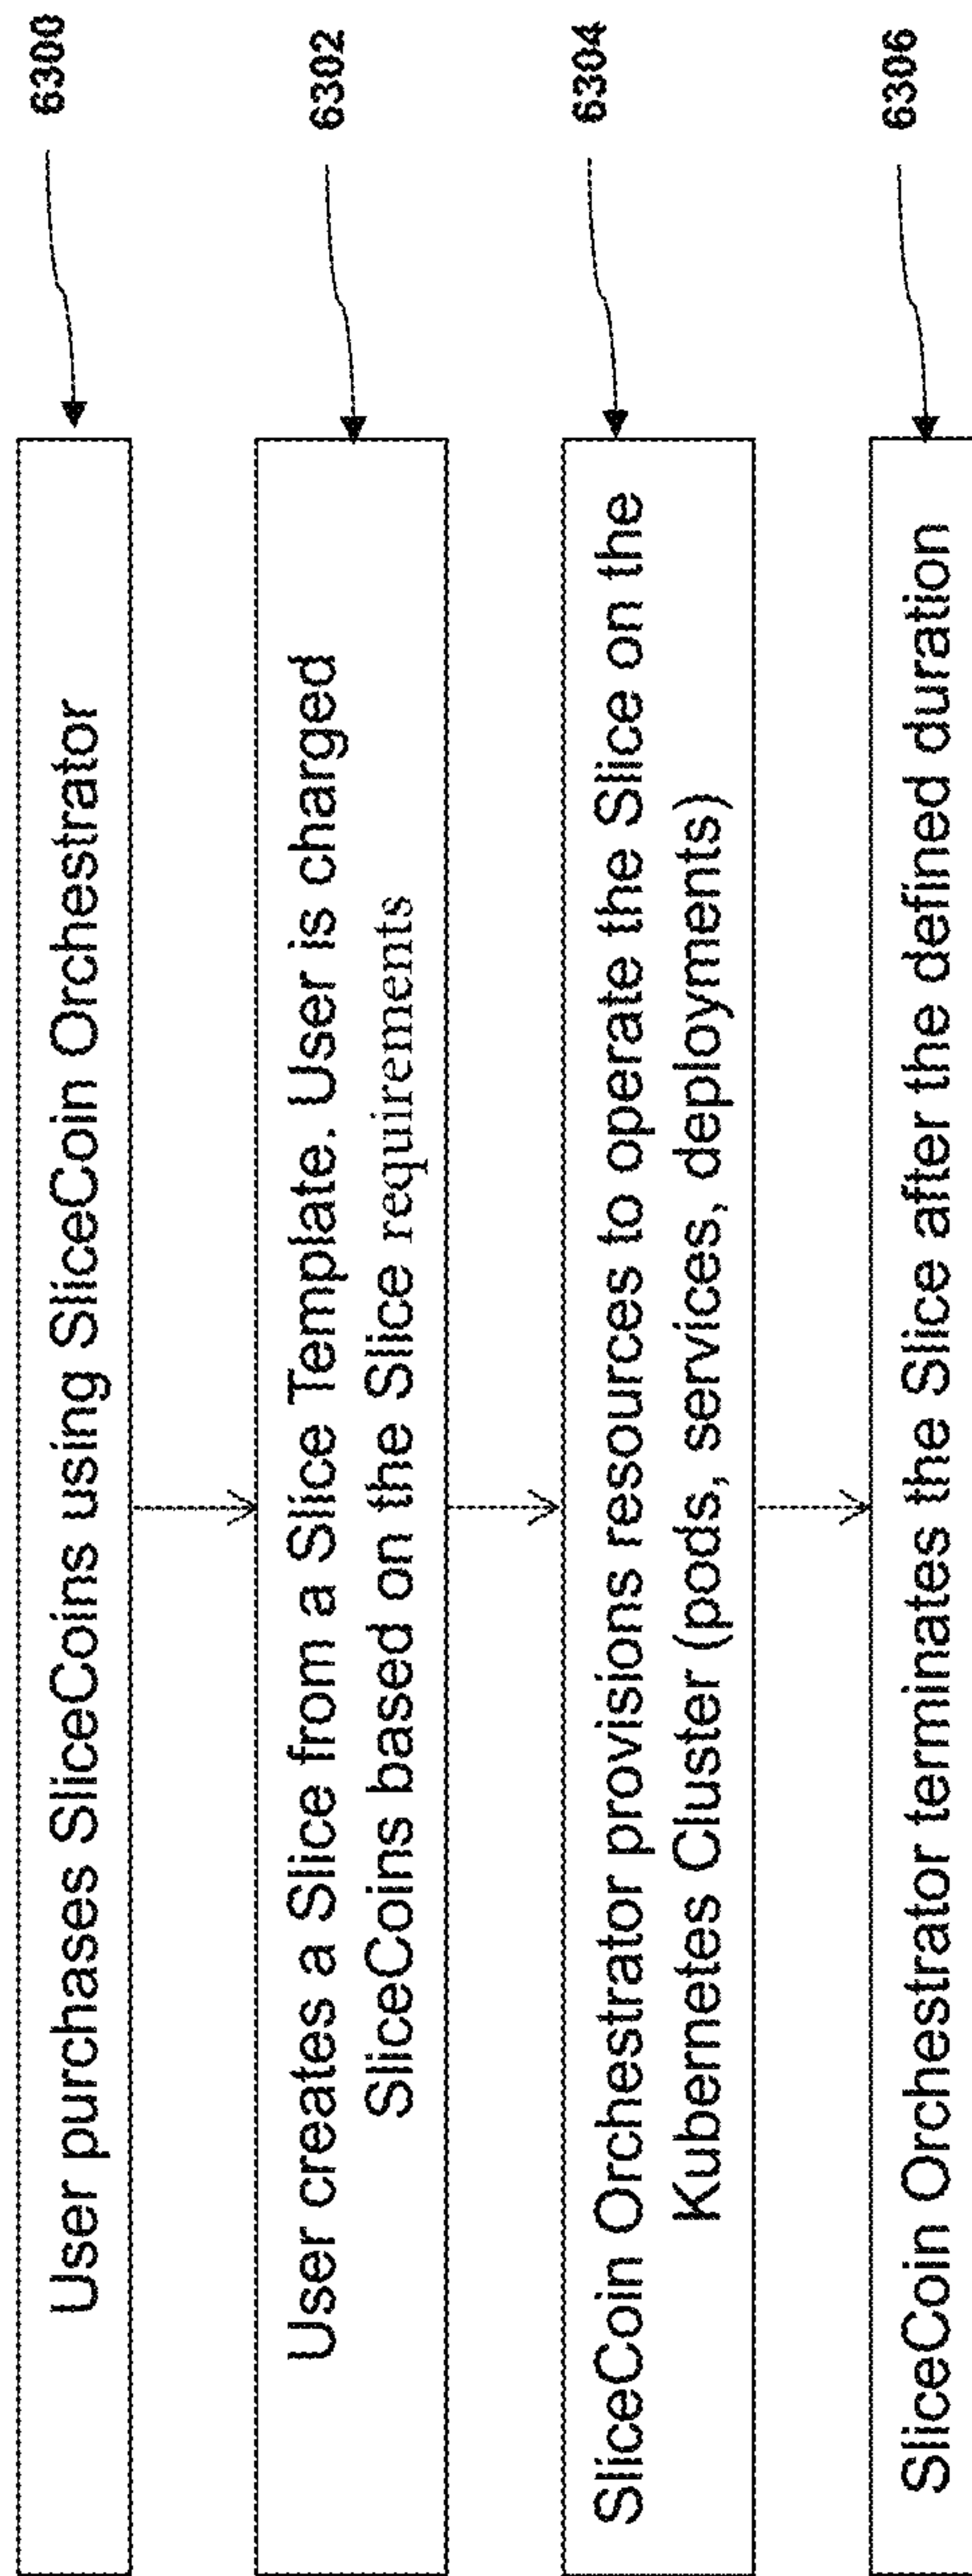 User purchases SliceCoins using SliceCoin Orchestrator
6300
User creates a Slice from a Slice Template. User is charged
SliceCoins based on the Slice requirements
6302
SliceCoin Orchestrator provisions resources to operate the Slice on the
Kubernetes Cluster (pods, services, deployments)
6304
SliceCoin Orchestrator terminates the Slice after the defined duration
6306